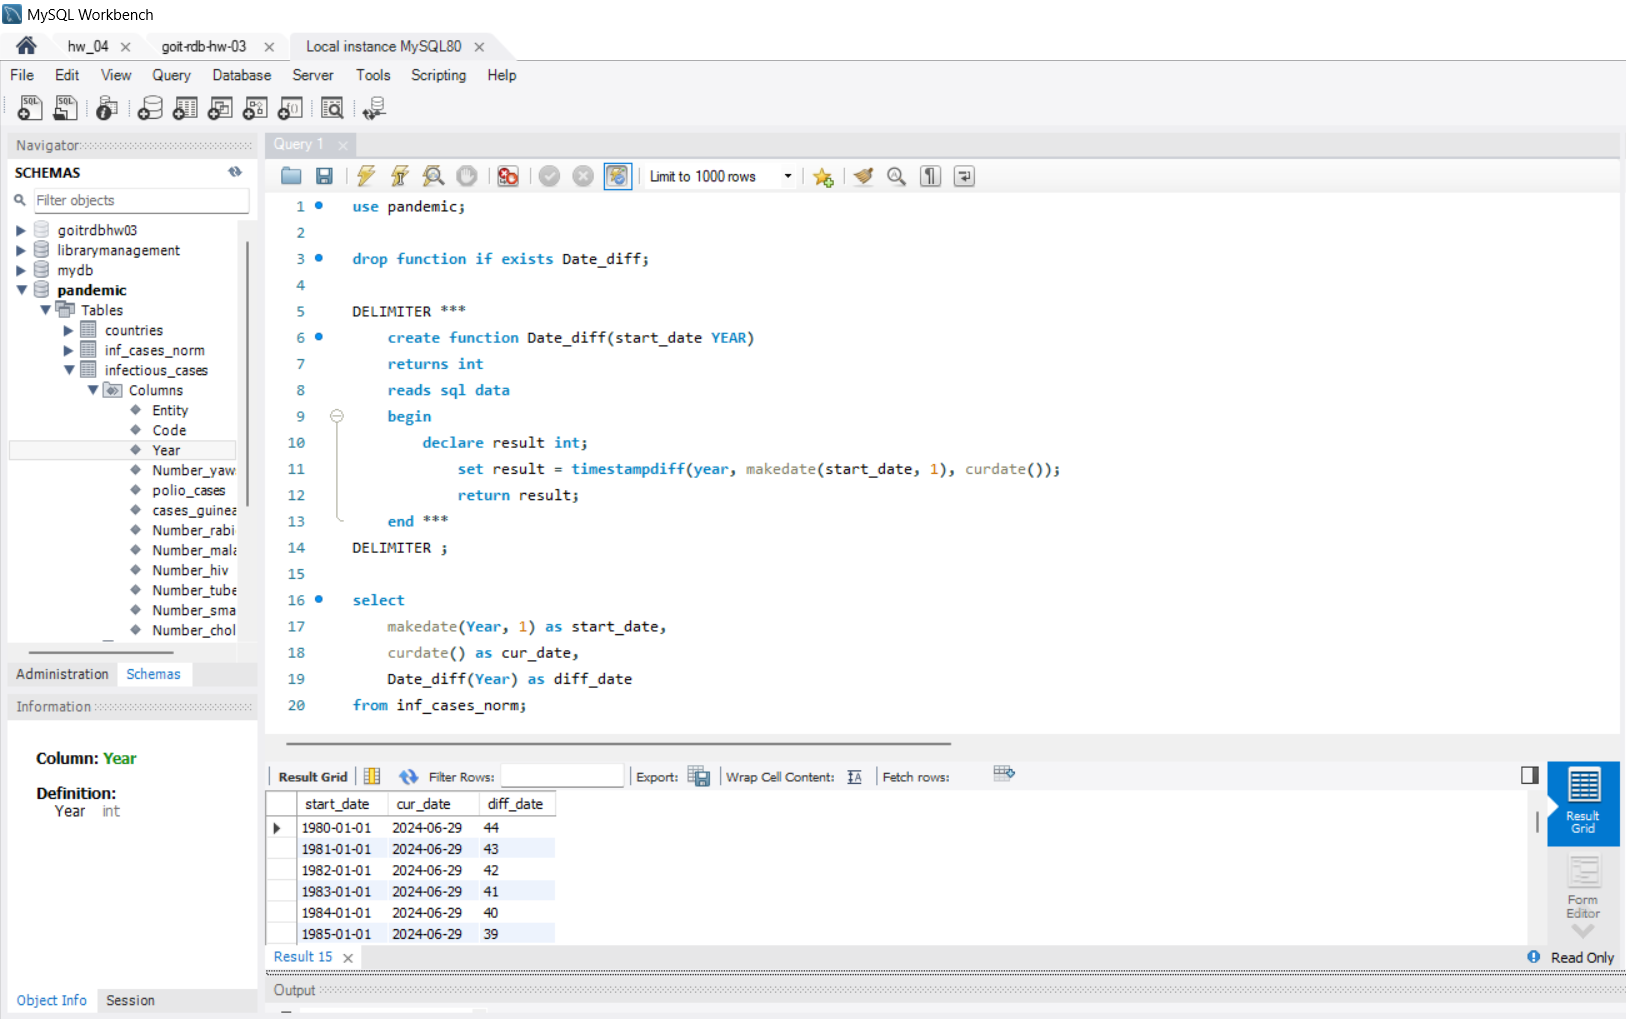 MySQL Workbench
hw_04
goit-rdb-hw-03
Local instance MySQL80
File Edit View Query Database Server Tools Scripting Help
Navigator
SCHEMAS
Filter objects
goitrdbhw03
librarymanagement
mydb
pandemic
Tables
countries
inf_cases_norm
infectious_cases
Columns
Entity
Code
Year
Number_yaw
polio_cases
cases_guinea
Number_rabi
Number_mala
Number_hiv
Number_tube
Number_sma
Number_chol
Administration Schemas
Information
Column: Year
Definition:
Year int
Object Info Session
Query 1
Limit to 1000 rows
1 use pandemic;
2
3 drop function if exists Date_diff;
4
5 DELIMITER ***
6 create function Date_diff(start_date YEAR)
7 returns int
8 reads sql data
9 begin
10 declare result int;
11 set result = timestampdiff(year, makedate(start_date, 1), curdate());
12 return result;
13 end ***
14 DELIMITER ;
15
16 select
17 makedate(Year, 1) as start_date,
18 curdate() as cur_date,
19 Date_diff(Year) as diff_date
20 from inf_cases_norm;
Result Grid Filter Rows: Export: Wrap Cell Content: Fetch rows:
start_date cur_date diff_date
1980-01-01 2024-06-29 44
1981-01-01 2024-06-29 43
1982-01-01 2024-06-29 42
1983-01-01 2024-06-29 41
1984-01-01 2024-06-29 40
1985-01-01 2024-06-29 39
Result
Grid
Form
Editor
Result 15
Read Only
Output